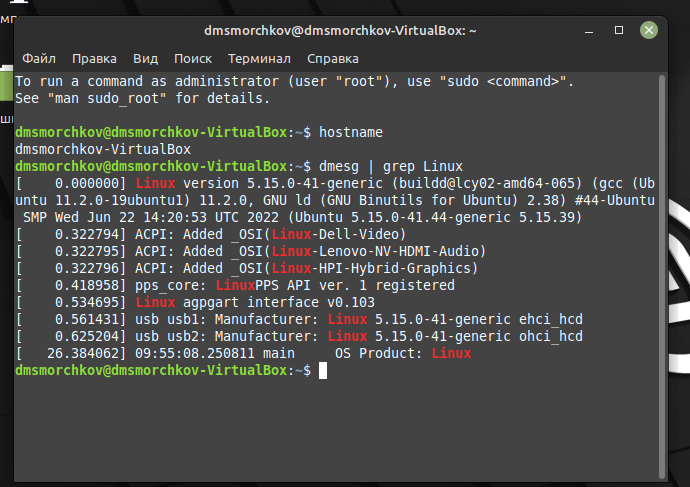 dmsmorchkov@dmsmorchkov-VirtualBox: ~
Файл Правка Вид Поиск Терминал Справка
To run a command as administrator (user "root"), use "sudo <command>".
See "man sudo_root" for details.
dmsmorchkov@dmsmorchkov-VirtualBox:~$ hostname
dmsmorchkov-VirtualBox
dmsmorchkov@dmsmorchkov-VirtualBox:~$ dmesg | grep Linux
[    0.000000] Linux version 5.15.0-41-generic (buildd@lcy02-amd64-065) (gcc (Ub
untu 11.2.0-19ubuntu1) 11.2.0, GNU ld (GNU Binutils for Ubuntu) 2.38) #44-Ubuntu
 SMP Wed Jun 22 14:20:53 UTC 2022 (Ubuntu 5.15.0-41.44-generic 5.15.39)
[    0.322794] ACPI: Added _OSI(Linux-Dell-Video)
[    0.322795] ACPI: Added _OSI(Linux-Lenovo-NV-HDMI-Audio)
[    0.322796] ACPI: Added _OSI(Linux-HPI-Hybrid-Graphics)
[    0.418958] pps_core: LinuxPPS API ver. 1 registered
[    0.534695] Linux agpgart interface v0.103
[    0.561431] usb usb1: Manufacturer: Linux 5.15.0-41-generic ehci_hcd
[    0.625204] usb usb2: Manufacturer: Linux 5.15.0-41-generic ohci_hcd
[   26.384062] 09:55:08.250811 main     OS Product: Linux
dmsmorchkov@dmsmorchkov-VirtualBox:~$